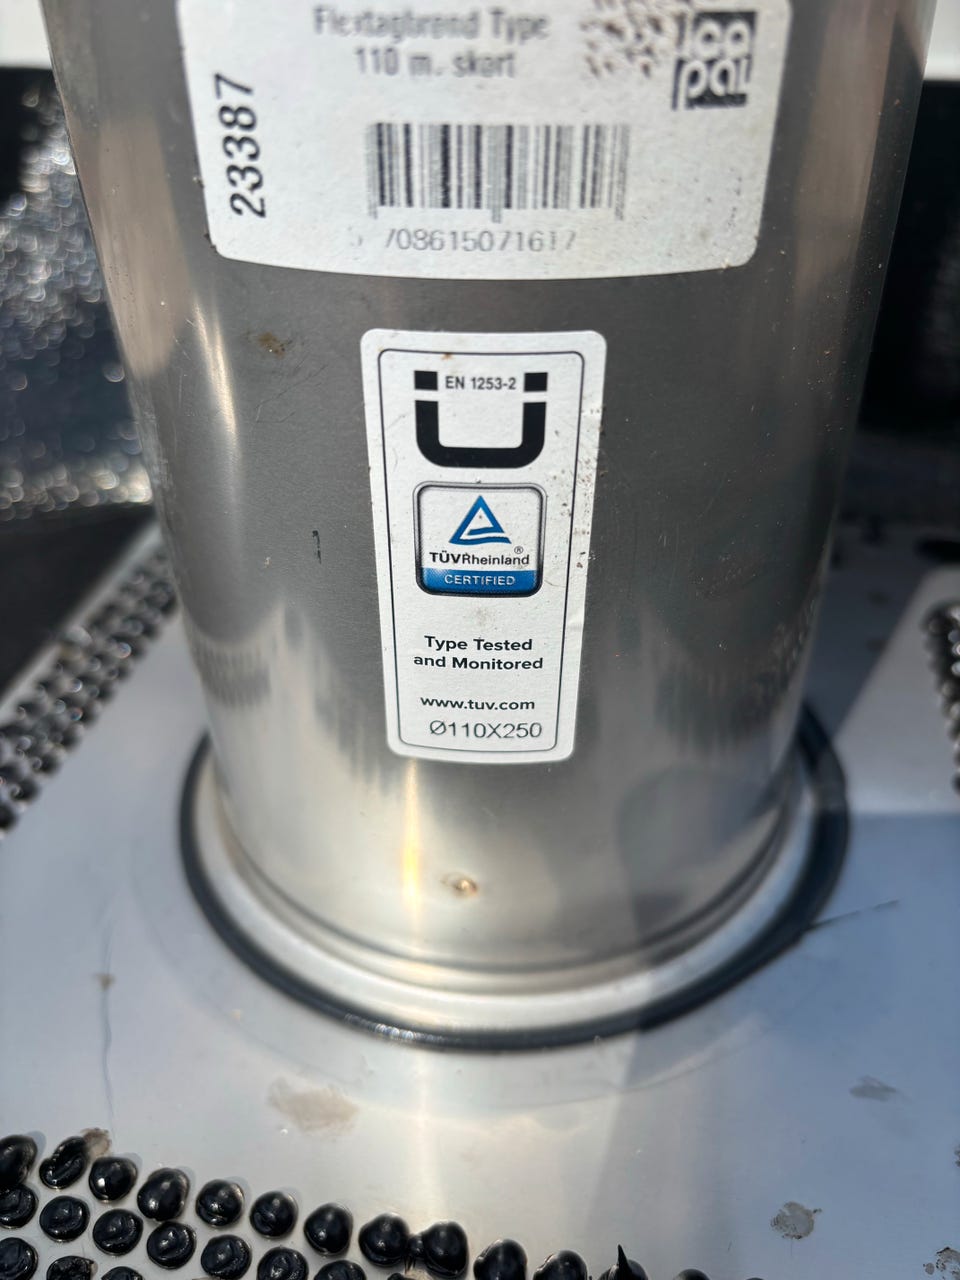 Flextagbrønd Type
110 m. skørt
23387
5 708615071617
EN 1253-2
TÜVRheinland®
CERTIFIED
Type Tested
and Monitored
www.tuv.com
Ø110X250